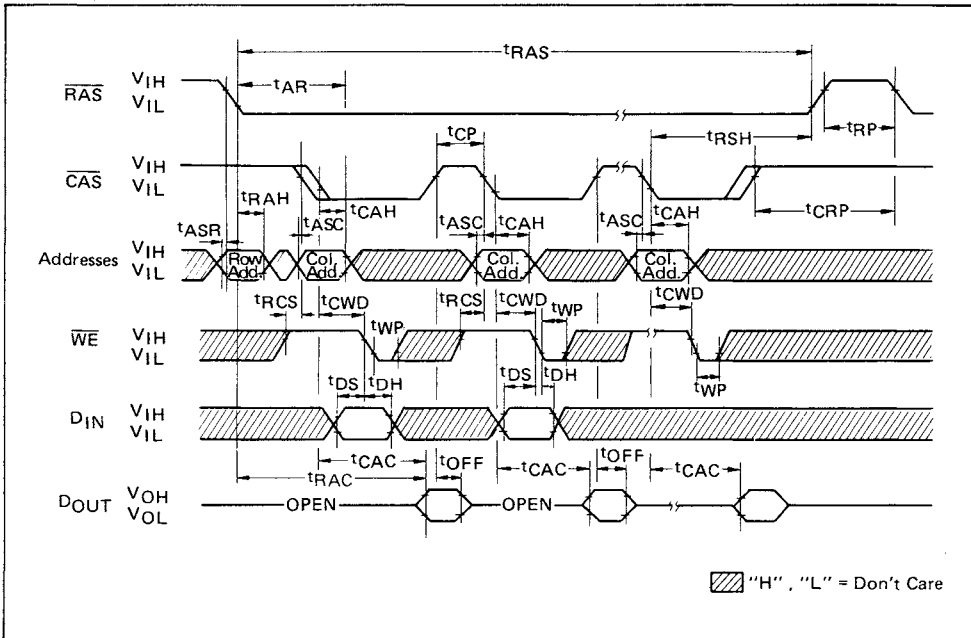 tRAS
tAR
RAS
VIH
VIL
tRP
tRSH
tCP
CAS
VIH
VIL
tRAH
tASC
tCAH
tCRP
tASR
tASC
tCAH
tASC
tCAH
Addresses
VIH
VIL
Row Add.
Col. Add.
Col. Add.
Col. Add.
tRCS
tCWD
tRCS
tCWD
tCWD
WE
VIH
VIL
tWP
tWP
tWP
tDS
tDH
tDS
tDH
DIN
VIH
VIL
tCAC
tOFF
tCAC
tOFF
tCAC
tRAC
DOUT
VOH
VOL
OPEN
OPEN
"H" , "L" = Don't Care